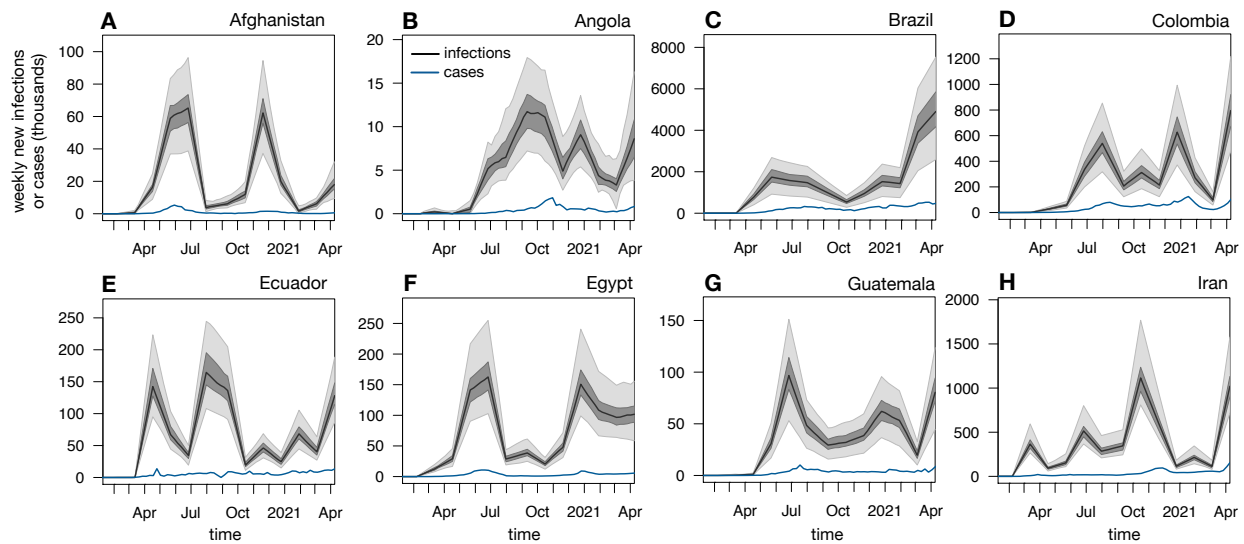 A Afghanistan
B Angola
C Brazil
D Colombia
weekly new infections
or cases (thousands)
100
80
60
40
20
0
20
15
10
5
0
infections
cases
8000
6000
4000
2000
0
1200
1000
800
600
400
200
0
Apr Jul Oct 2021 Apr
Apr Jul Oct 2021 Apr
Apr Jul Oct 2021 Apr
Apr Jul Oct 2021 Apr
E Ecuador
F Egypt
G Guatemala
H Iran
250
200
150
100
50
0
250
200
150
100
50
0
150
100
50
0
2000
1500
1000
500
0
Apr Jul Oct 2021 Apr
Apr Jul Oct 2021 Apr
Apr Jul Oct 2021 Apr
Apr Jul Oct 2021 Apr
time
time
time
time